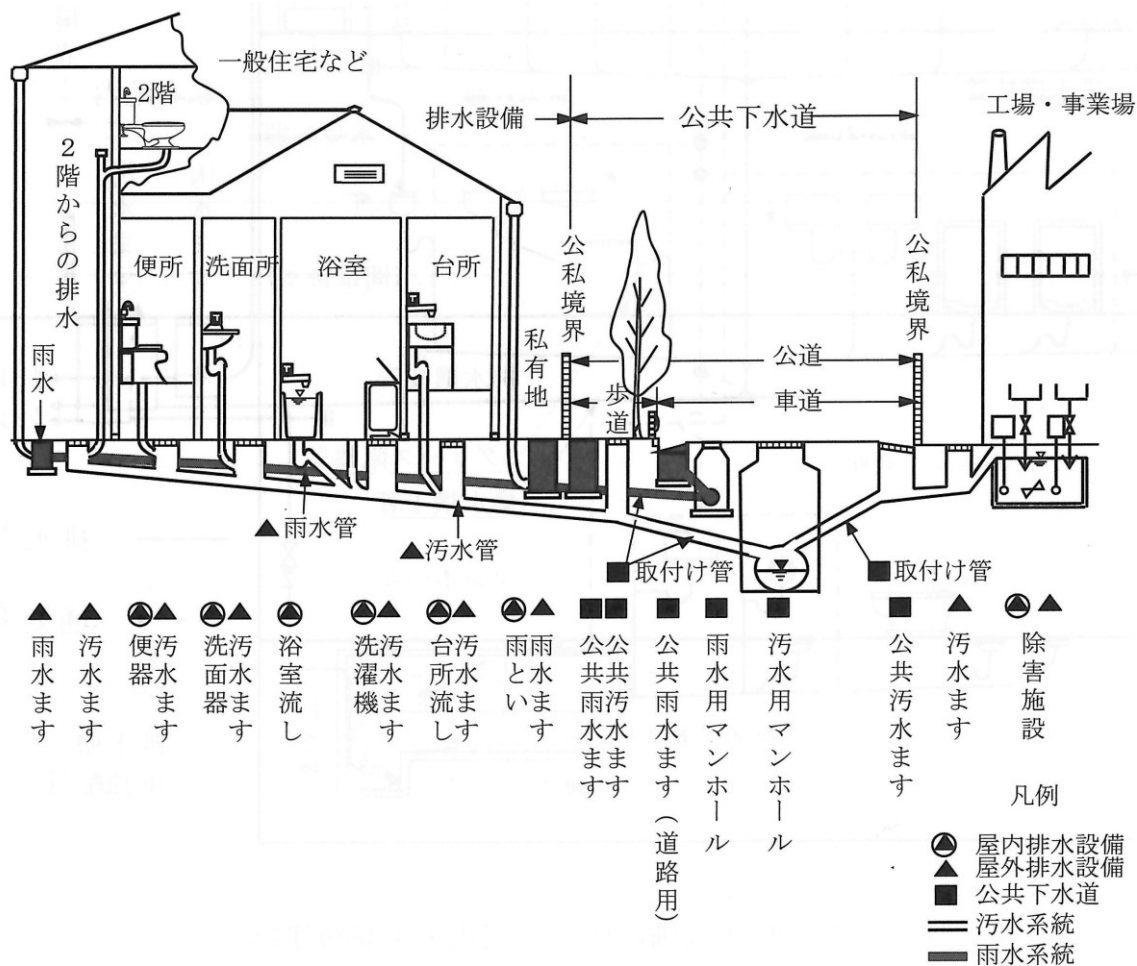 一般住宅など
2階
排水設備
公共下水道
工場・事業場
2階からの排水
公私境界
公私境界
便所
洗面所
浴室
台所
雨水
私有地
公道
歩道
車道
▲雨水管
▲汚水管
■取付け管
■取付け管
雨水ます
汚水ます
便器
汚水ます
洗面器
汚水ます
浴室流し
洗濯機
汚水ます
台所流し
汚水ます
雨とい
雨水ます
公共雨水ます
公共汚水ます
公共雨水ます（道路用）
雨水用マンホール
汚水用マンホール
公共汚水ます
汚水ます
除害施設
凡例
屋内排水設備
▲ 屋外排水設備
■ 公共下水道
汚水系統
雨水系統